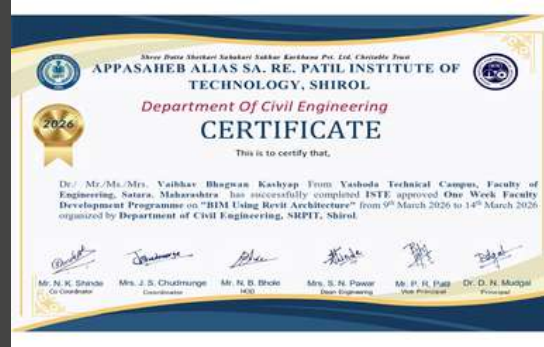 Shree Datta Shetkari Sahakari Sakhar Karkhana Pvt. Ltd. Cheitable Trust
APPASAHEB ALIAS SA. RE. PATIL INSTITUTE OF
TECHNOLOGY, SHIROL
Department Of Civil Engineering
2026
CERTIFICATE
This is to certify that,
Dr./ Mr./Ms./Mrs. Vaibhav Bhagwan Kashyap From Yashoda Technical Campus, Faculty of
Engineering, Satara. Maharashtra has successfully completed ISTE approved One Week Faculty
Development Programme on "BIM Using Revit Architecture" from 9th March 2026 to 14th March 2026
organized by Department of Civil Engineering, SRPIT, Shirol.
Mr. N. K. Shinde Mrs. J. S. Chudmunge Mr. N. B. Bhole Mrs. S. N. Pawar Mr. P. R. Patil Dr. D. N. Mudgal
Co Coordinator Coordinator HOD Dean Engineering Vice Principal Principal